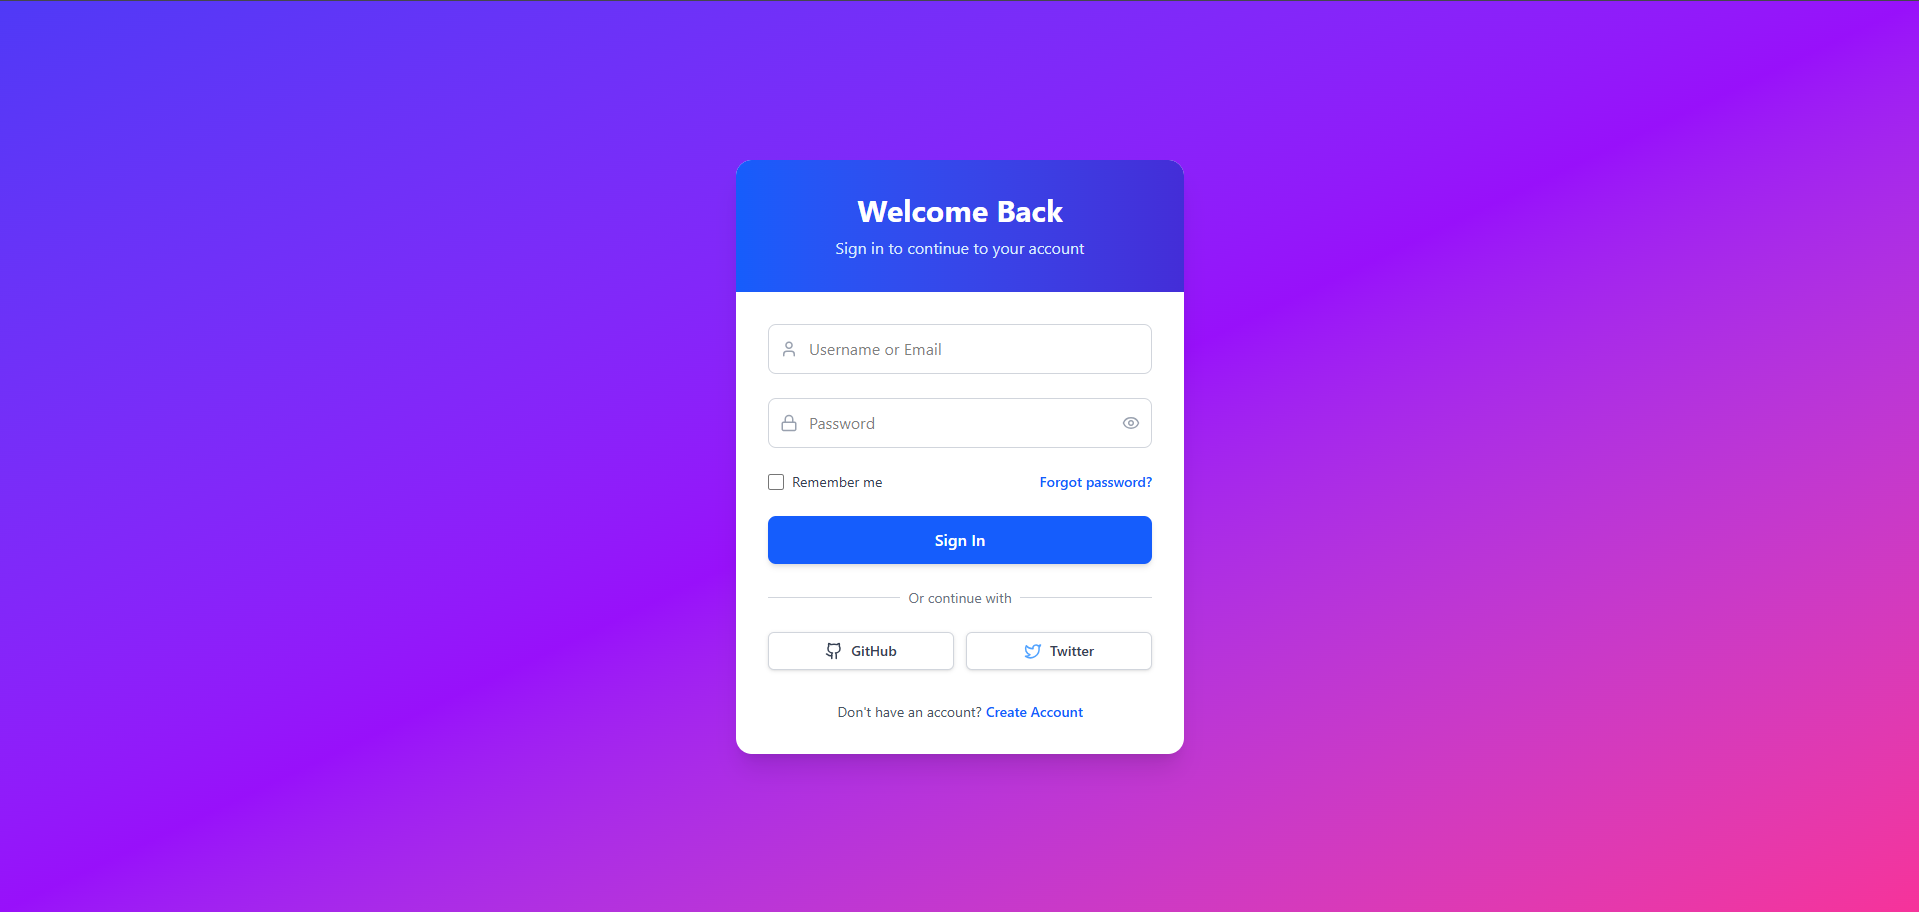 Welcome Back
Sign in to continue to your account
Username or Email
Password
Remember me
Forgot password?
Sign In
Or continue with
GitHub
Twitter
Don't have an account? Create Account